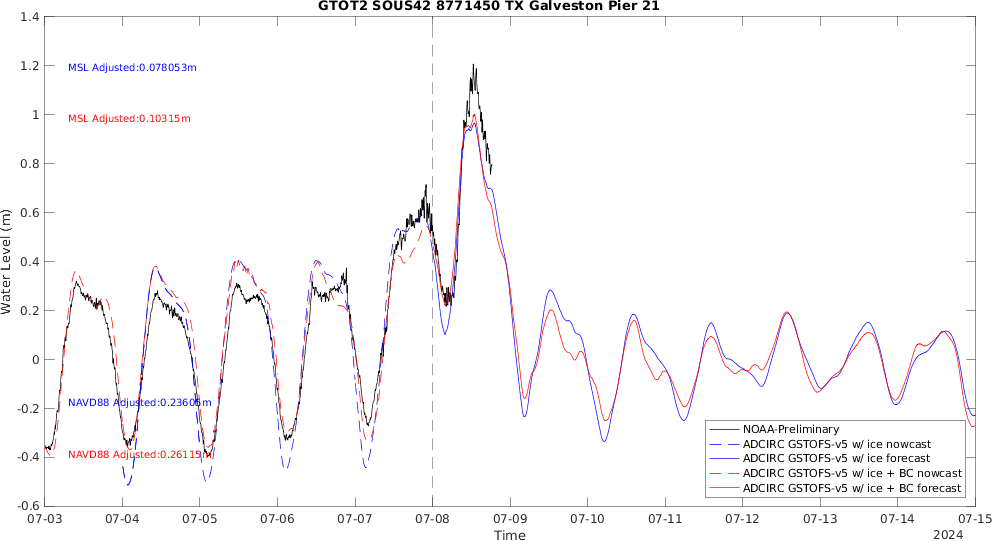 GTOT2 SOUS42 8771450 TX Galveston Pier 21
1.4
1.2
1
0.8
0.6
0.4
0.2
0
-0.2
-0.4
-0.6
Water Level (m)
MSL Adjusted:0.078053m
MSL Adjusted:0.10315m
NAVD88 Adjusted:0.23605m
NAVD88 Adjusted:0.26115
NOAA-Preliminary
ADCIRC GSTOFS-v5 w/ ice nowcast
ADCIRC GSTOFS-v5 w/ ice forecast
ADCIRC GSTOFS-v5 w/ ice + BC nowcast
ADCIRC GSTOFS-v5 w/ ice + BC forecast
07-03 07-04 07-05 07-06 07-07 07-08 07-09 07-10 07-11 07-12 07-13 07-14 07-15
Time
2024